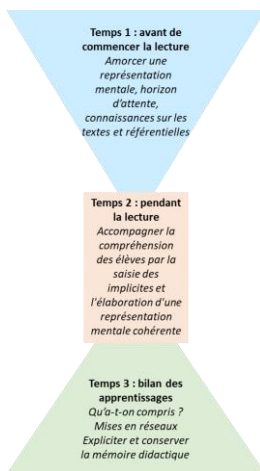 Temps 1 : avant de
commencer la lecture
Amorcer une
représentation
mentale, horizon
d'attente,
connaissances sur les
textes et référentielles
Temps 2 : pendant
la lecture
Accompagner la
compréhension
des élèves par la
saisie des
implicites et
l'élaboration d'une
représentation
mentale cohérente
Temps 3 : bilan des
apprentissages
Qu'a-t-on compris ?
Mises en réseaux
Expliciter et conserver
la mémoire didactique